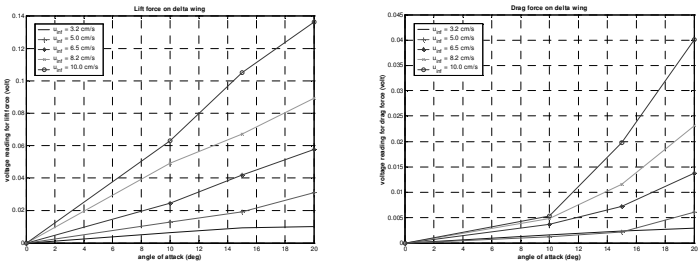 Lift force on delta wing
0.14
0.12
0.1
0.08
0.06
0.04
0.02
0
voltage reading for lift force (volt)
u_inf = 3.2 cm/s
u_inf = 5.0 cm/s
u_inf = 6.5 cm/s
u_inf = 8.2 cm/s
u_inf = 10.0 cm/s
0 2 4 6 8 10 12 14 16 18 20
angle of attack (deg)
Drag force on delta wing
0.045
0.04
0.035
0.03
0.025
0.02
0.015
0.01
0.005
0
voltage reading for drag force (volt)
u_inf = 3.2 cm/s
u_inf = 5.0 cm/s
u_inf = 6.5 cm/s
u_inf = 8.2 cm/s
u_inf = 10.0 cm/s
0 2 4 6 8 10 12 14 16 18 20
angle of attack (deg)